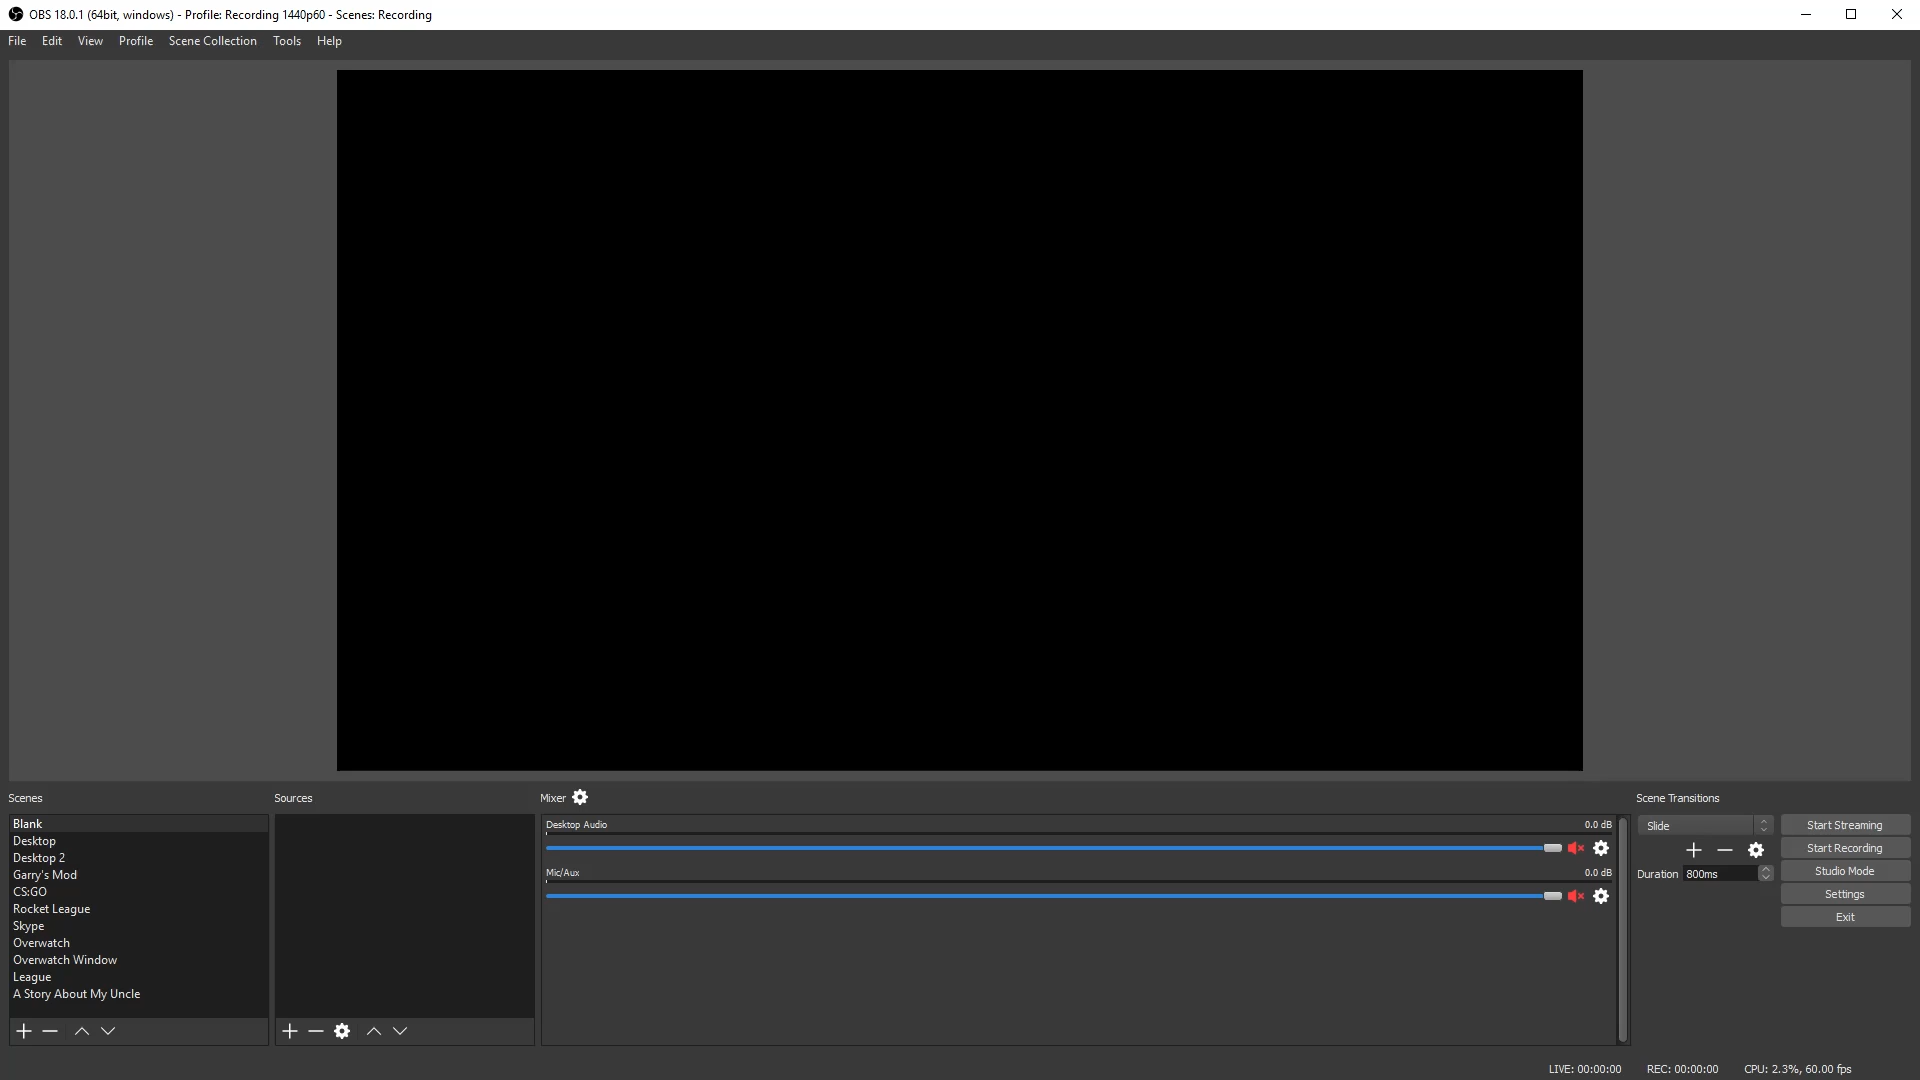 OBS 18.0.1 (64bit, windows) - Profile: Recording 1440p60 - Scenes: Recording
File Edit View Profile Scene Collection Tools Help
Scenes
Blank
Desktop
Desktop 2
Garry's Mod
CS:GO
Rocket League
Skype
Overwatch
Overwatch Window
League
A Story About My Uncle
Sources
Mixer
Desktop Audio 0.0 dB
Mic/Aux 0.0 dB
Scene Transitions
Slide
Duration 800ms
Start Streaming
Start Recording
Studio Mode
Settings
Exit
LIVE: 00:00:00 REC: 00:00:00 CPU: 2.3%, 60.00 fps